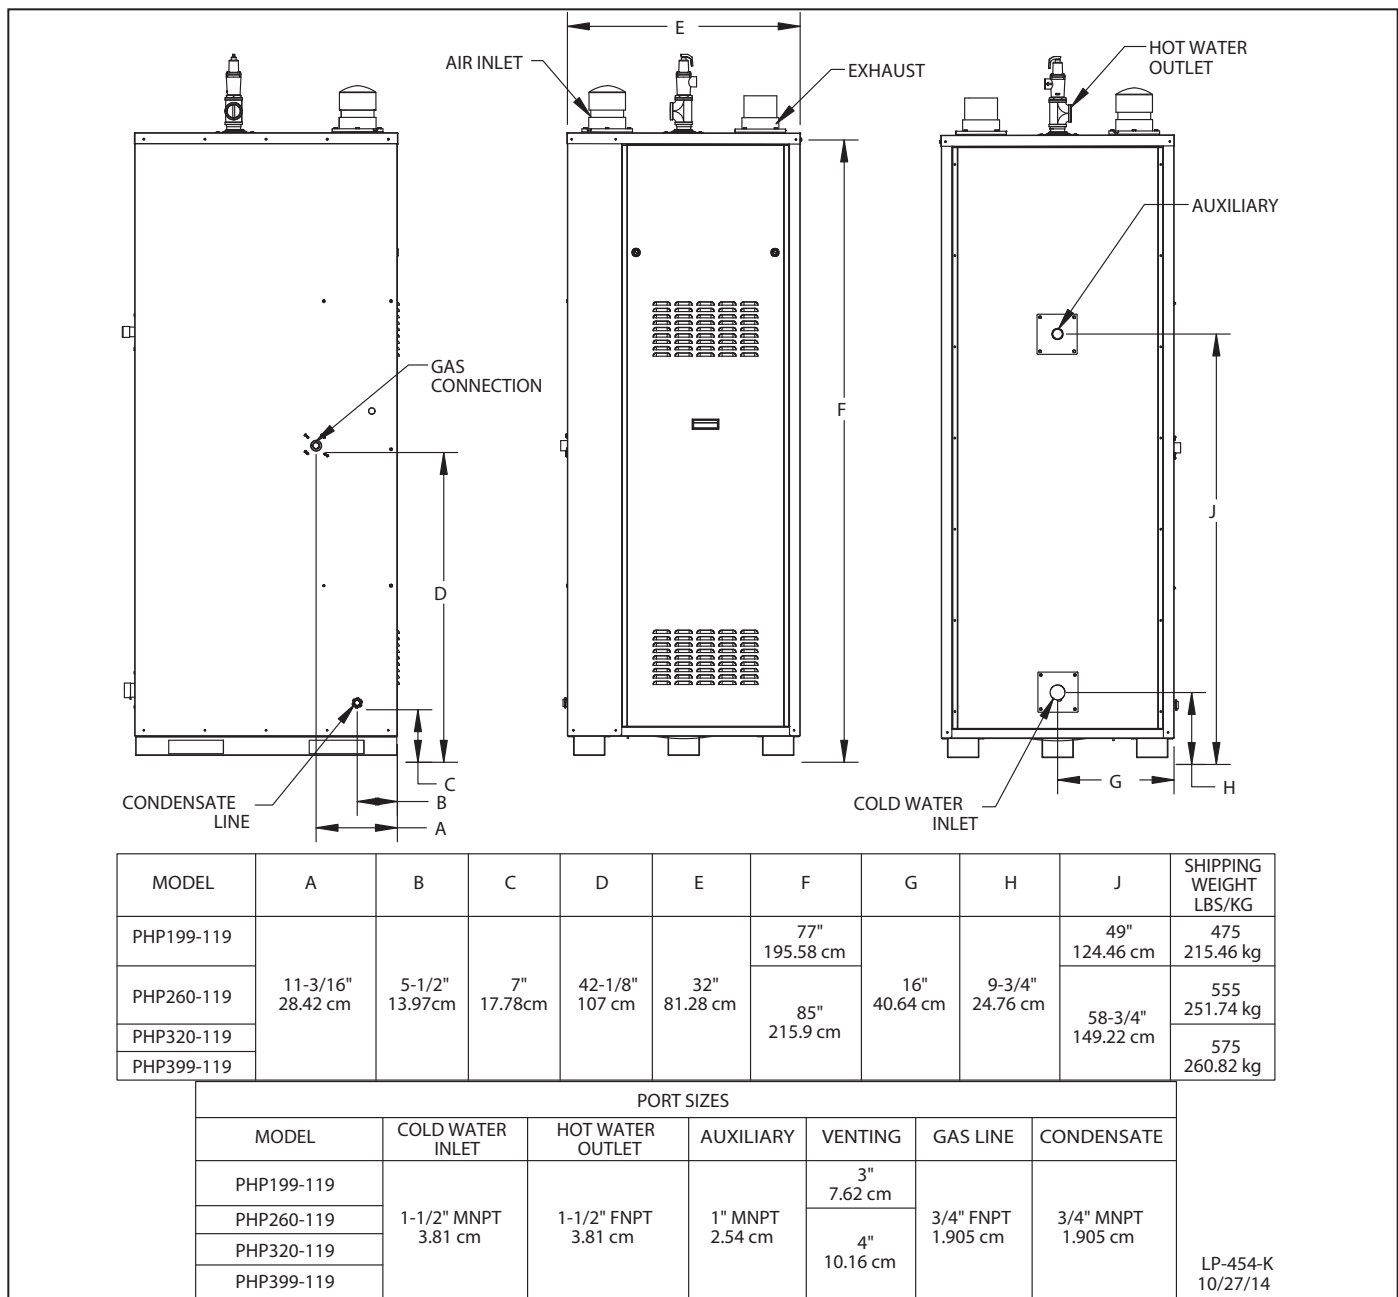 E
AIR INLET
EXHAUST
HOT WATER
OUTLET
AUXILIARY
GAS
CONNECTION
F
J
D
C
B
A
CONDENSATE
LINE
G
H
COLD WATER
INLET
MODEL A B C D E F G H J SHIPPING
WEIGHT
LBS/KG
PHP199-119 77" 49" 475
195.58 cm 124.46 cm 215.46 kg
PHP260-119 11-3/16" 5-1/2" 7" 42-1/8" 32" 16" 9-3/4" 555
28.42 cm 13.97cm 17.78cm 107 cm 81.28 cm 40.64 cm 24.76 cm 251.74 kg
85" 58-3/4"
215.9 cm 149.22 cm
PHP320-119
575
PHP399-119 260.82 kg
PORT SIZES
MODEL COLD WATER HOT WATER AUXILIARY VENTING GAS LINE CONDENSATE
INLET OUTLET
PHP199-119 3"
7.62 cm
PHP260-119 1-1/2" MNPT 1-1/2" FNPT 1" MNPT 3/4" FNPT 3/4" MNPT
3.81 cm 3.81 cm 2.54 cm 1.905 cm 1.905 cm
PHP320-119 4"
10.16 cm
PHP399-119
LP-454-K
10/27/14